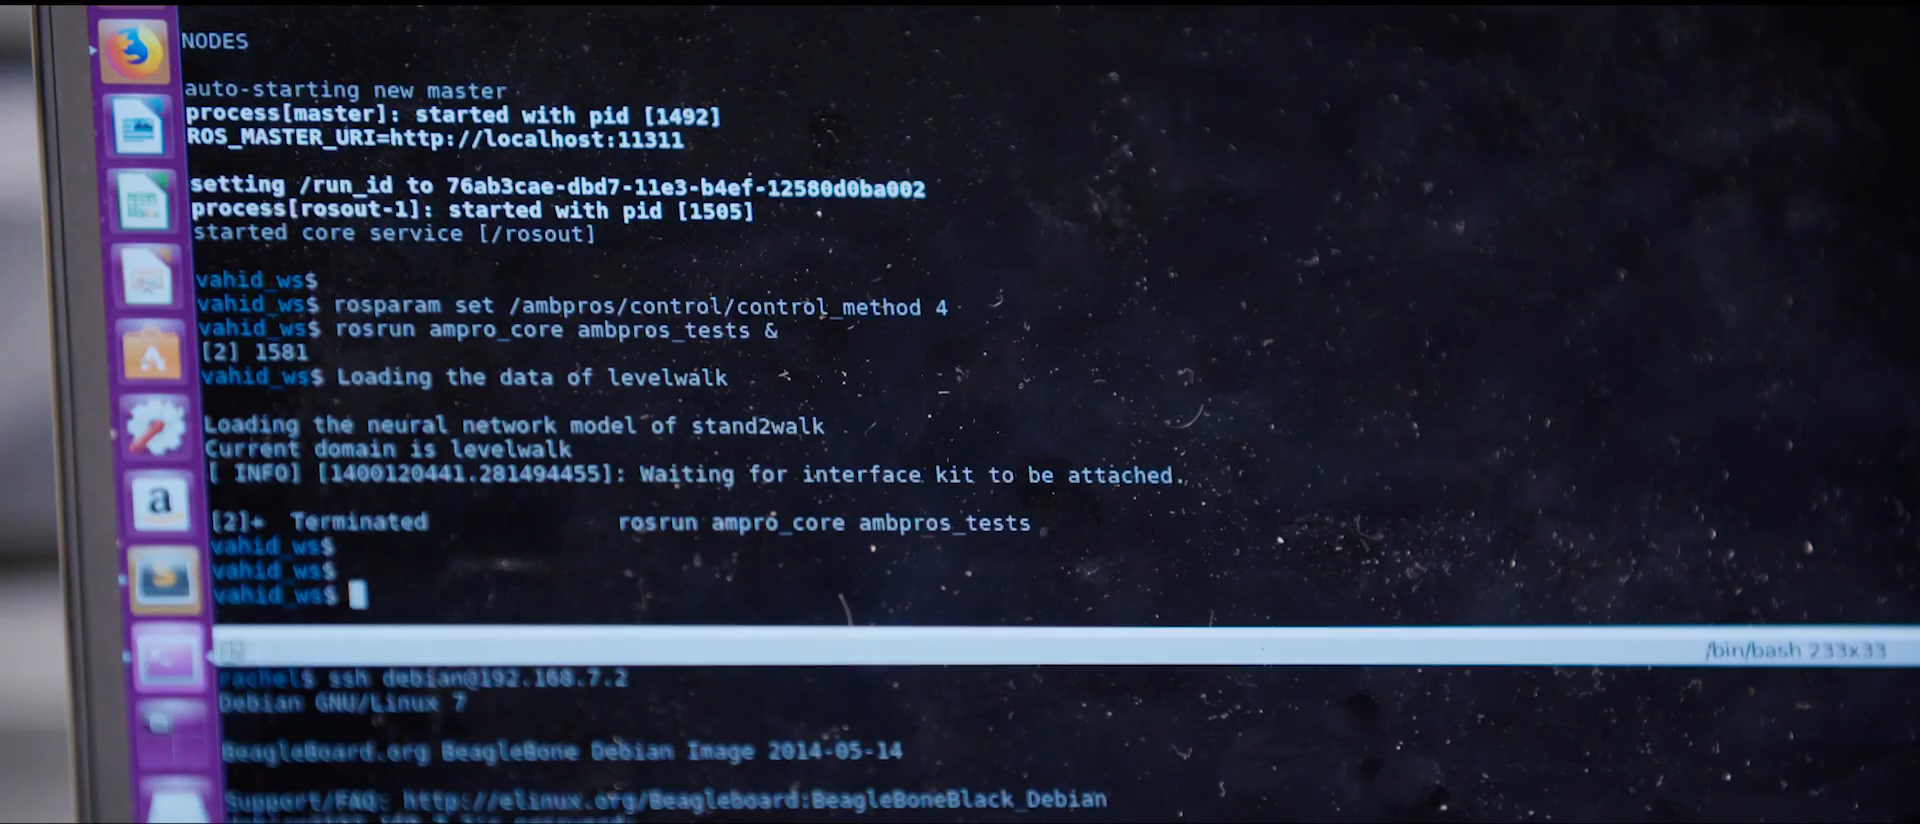 NODES
auto-starting new master
process[master]: started with pid [1492]
ROS_MASTER_URI=http://localhost:11311
setting /run_id to 76ab3cae-dbd7-11e3-b4ef-12580d0ba002
process[rosout-1]: started with pid [1505]
started core service [/rosout]
vahid_ws$
vahid_ws$ rosparam set /ambpros/control/control_method 4
vahid_ws$ rosrun ampro_core ambpros_tests &
[2] 1581
vahid_ws$ Loading the data of levelwalk
Loading the neural network model of stand2walk
Current domain is levelwalk
[ INFO] [1400120441.281494455]: Waiting for interface kit to be attached.
[2]+ Terminated rosrun ampro_core ambpros_tests
vahid_ws$
vahid_ws$
vahid_ws$
/bin/bash 233x33
rachel$ ssh debian@192.168.7.2
Debian GNU/Linux 7
BeagleBoard.org BeagleBone Debian Image 2014-05-14
Support/FAQ: http://elinux.org/Beagleboard:BeagleBoneBlack_Debian